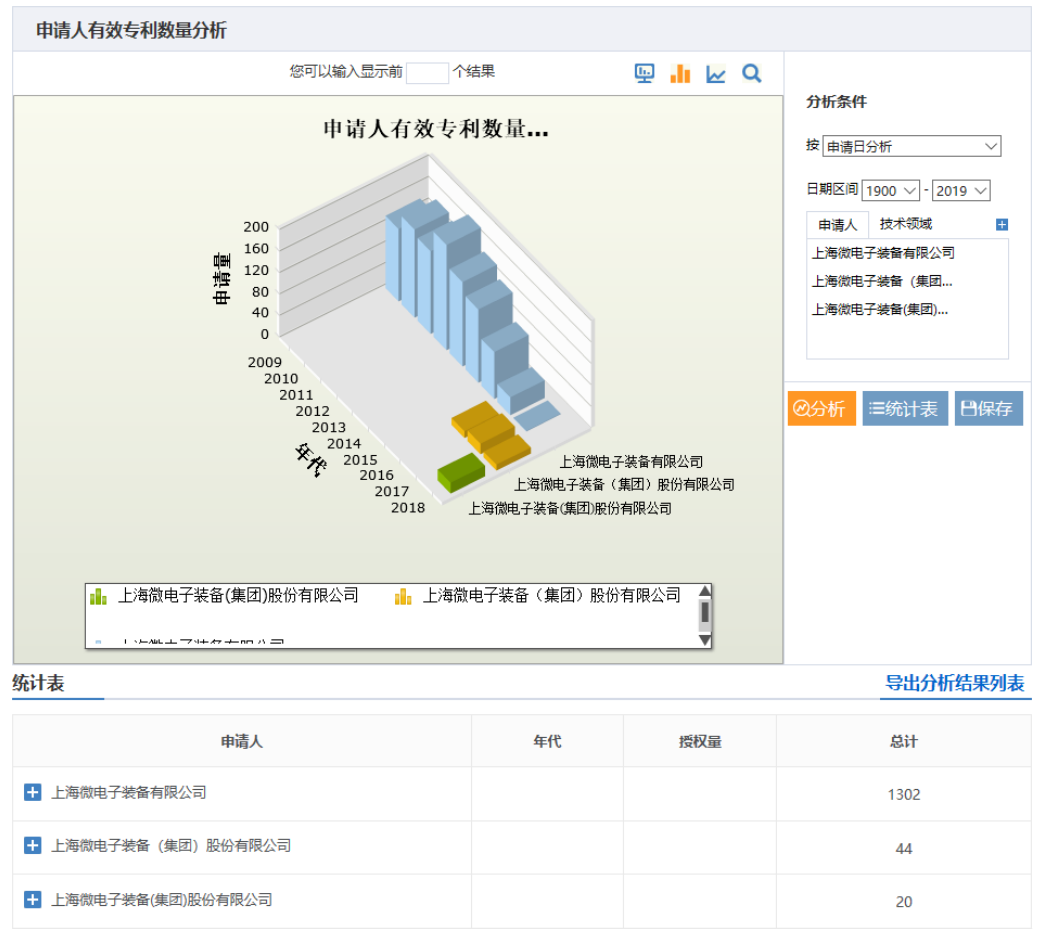 申请人有效专利数量分析
您可以输入显示前 个结果
申请人有效专利数量...
申请量
200
160
120
80
40
0
2009
2010
2011
2012
2013
2014
2015
2016
2017
2018
年代
上海微电子装备有限公司
上海微电子装备（集团）股份有限公司
上海微电子装备(集团)股份有限公司
上海微电子装备(集团)股份有限公司 上海微电子装备（集团）股份有限公司
分析条件
按 申请日分析
日期区间 1900 - 2019
申请人 技术领域
上海微电子装备有限公司
上海微电子装备（集团...
上海微电子装备(集团)...
分析 统计表 保存
统计表 导出分析结果列表
申请人 年代 授权量 总计
上海微电子装备有限公司 1302
上海微电子装备（集团）股份有限公司 44
上海微电子装备(集团)股份有限公司 20